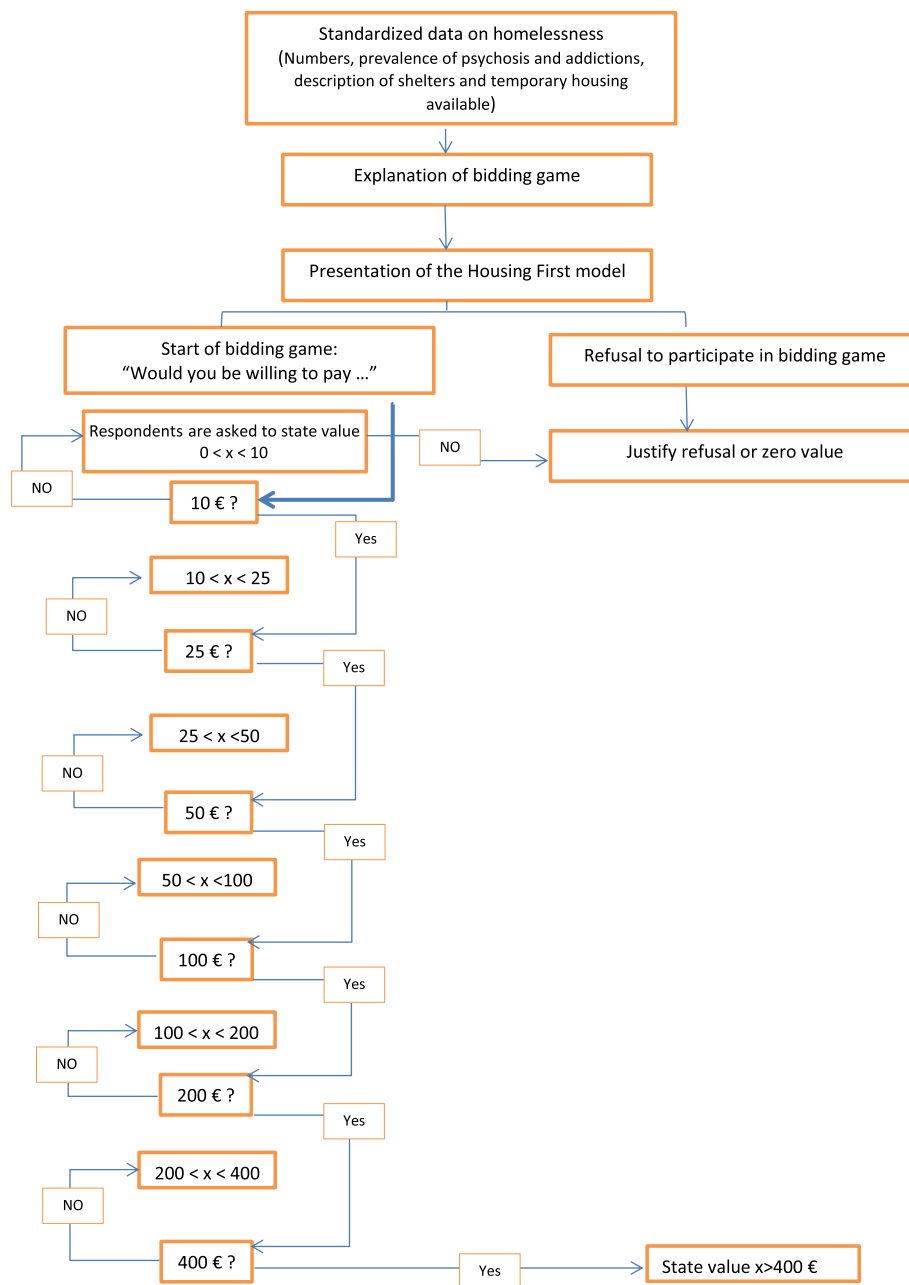 Standardized data on homelessness
(Numbers, prevalence of psychosis and addictions,
description of shelters and temporary housing
available)
Explanation of bidding game
Presentation of the Housing First model
Start of bidding game:
“Would you be willing to pay ...”
Refusal to participate in bidding game
Respondents are asked to state value
0 < x < 10
NO
Justify refusal or zero value
NO
10 € ?
Yes
10 < x < 25
NO
25 € ?
Yes
25 < x <50
NO
50 € ?
Yes
50 < x <100
NO
100 € ?
Yes
100 < x < 200
NO
200 € ?
Yes
200 < x < 400
NO
400 € ?
Yes
State value x>400 €